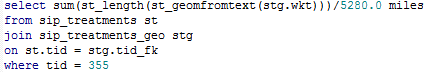 select sum(st_length(st_geomfromtext(stg.wkt)))/5280.0 miles
from sip_treatments st
join sip_treatments_geo stg
on st.tid = stg.tid_fk
where tid = 355